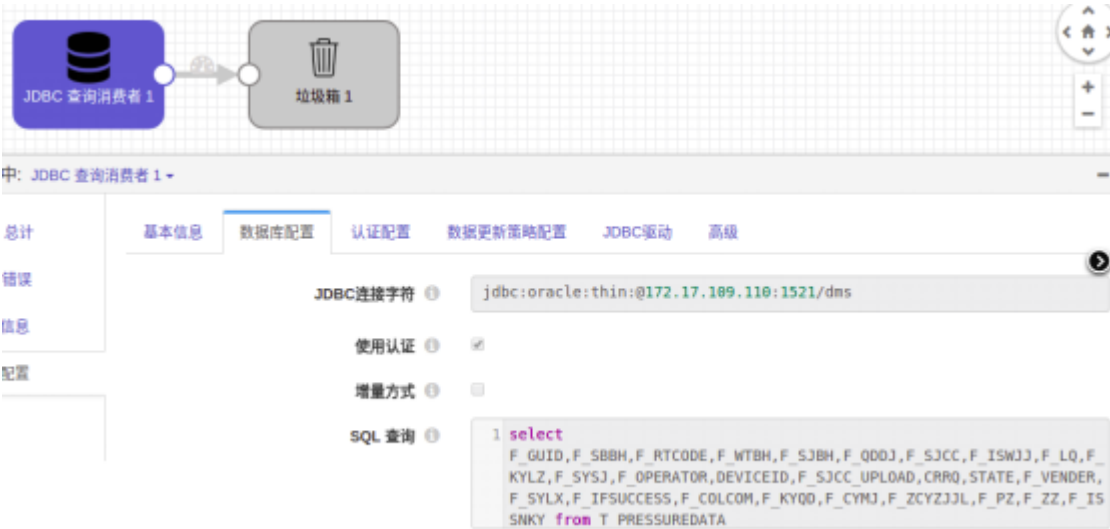 JDBC 查询消费者 1
垃圾箱 1
中: JDBC 查询消费者 1
总计
错误
信息
配置
基本信息 数据库配置 认证配置 数据更新策略配置 JDBC驱动 高级
JDBC连接字符 jdbc:oracle:thin:@172.17.109.110:1521/dms
使用认证
增量方式
SQL 查询
1 select
F_GUID,F_SBBH,F_RTCODE,F_WTBH,F_SJBH,F_QDDJ,F_SJCC,F_ISWJJ,F_LQ,F_
KYLZ,F_SYSJ,F_OPERATOR,DEVICEID,F_SJCC_UPLOAD,CRRQ,STATE,F_VENDER,
F_SYLX,F_IFSUCCESS,F_COLCOM,F_KYQD,F_CYMJ,F_ZCYZJJL,F_PZ,F_ZZ,F_IS
SNKY from T_PRESSUREDATA